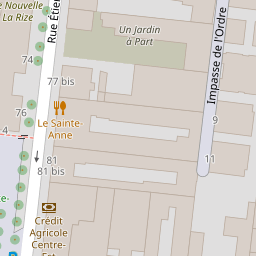 e Nouvelle
La Rize
Rue Étie
Un Jardin
à Part
Impasse de l'Ordre
74
77 bis
76
Le Sainte-
Anne
9
4
81
81 bis
11
Crédit
Agricole
Centre-
Est